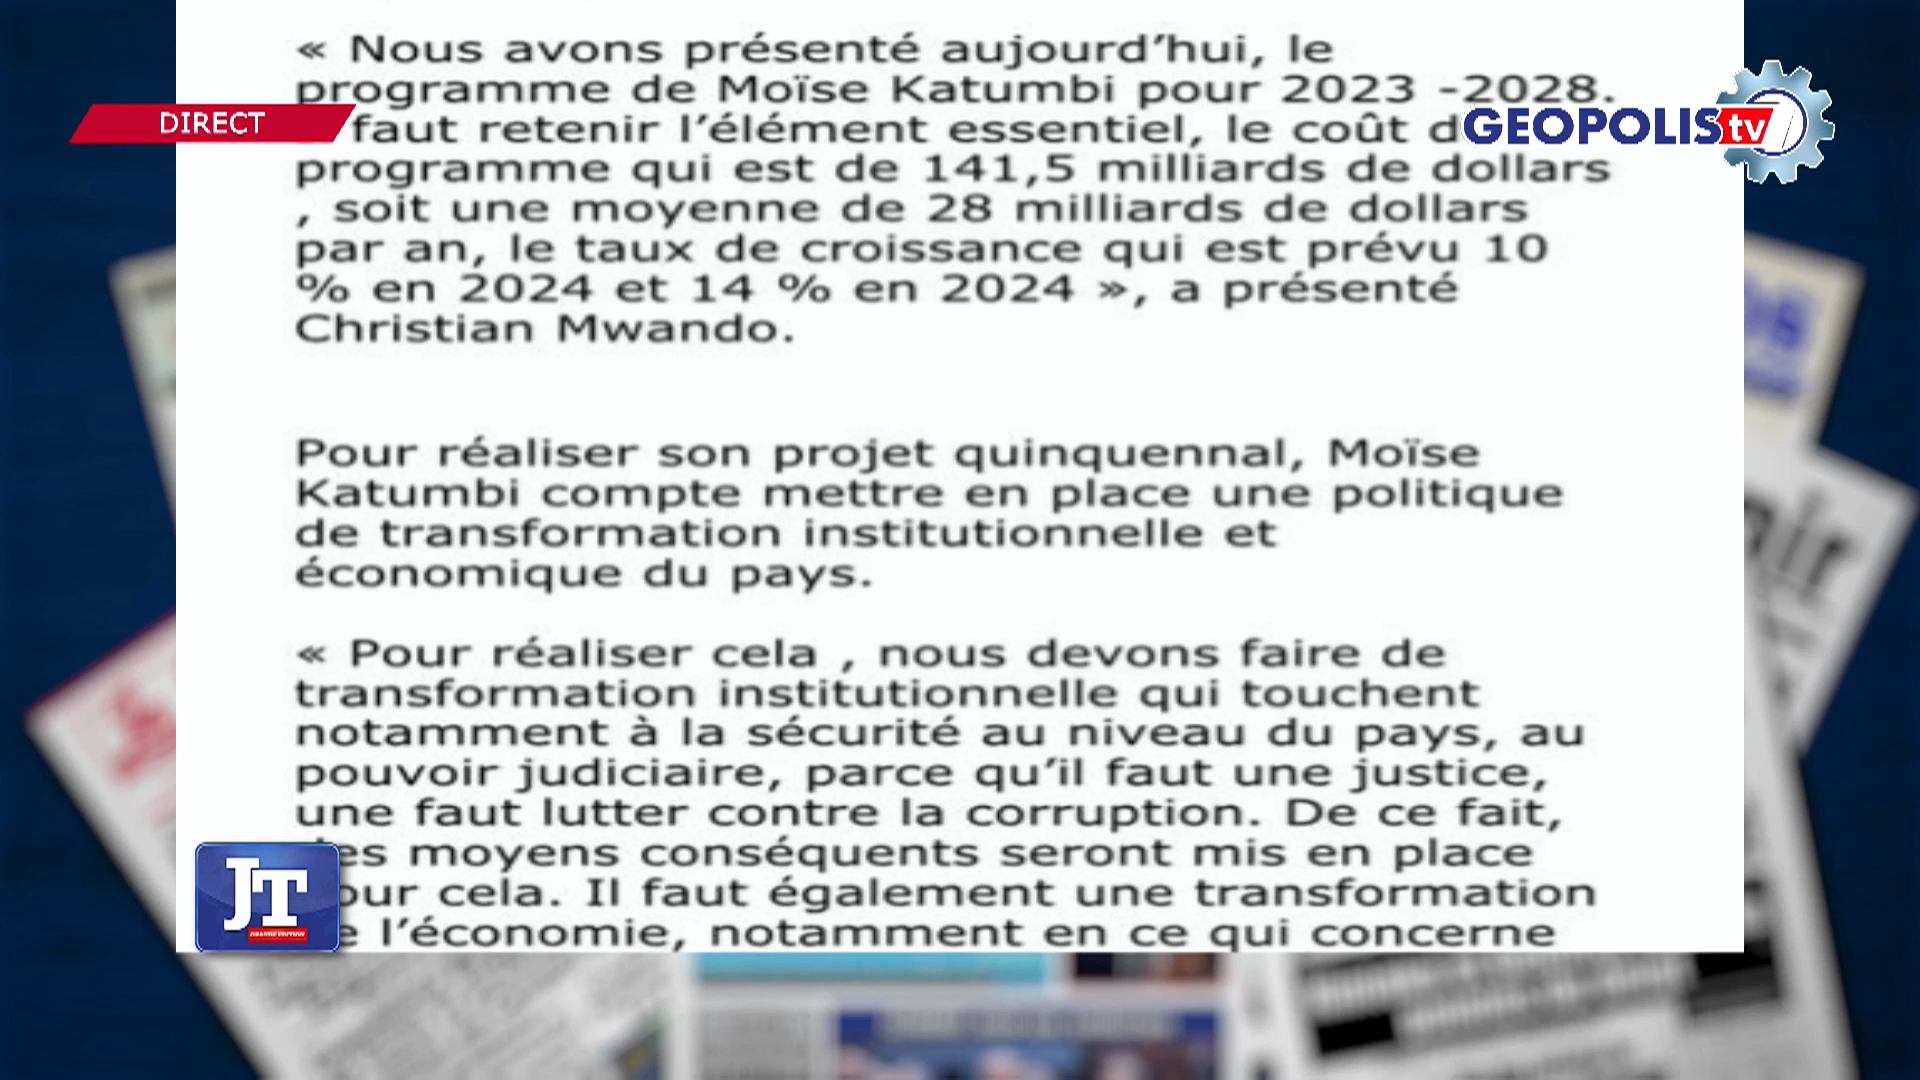 « Nous avons présenté aujourd’hui, le
programme de Moïse Katumbi pour 2023 -2028.
DIRECT
faut retenir l’élément essentiel, le coût
GEOPOLIS tv
programme qui est de 141,5 milliards de dollars
, soit une moyenne de 28 milliards de dollars
par an, le taux de croissance qui est prévu 10
% en 2024 et 14 % en 2024 », a présenté
Christian Mwando.
Pour réaliser son projet quinquennal, Moïse
Katumbi compte mettre en place une politique
de transformation institutionnelle et
économique du pays.
« Pour réaliser cela , nous devons faire de
transformation institutionnelle qui touchent
notamment à la sécurité au niveau du pays, au
pouvoir judiciaire, parce qu’il faut une justice,
une faut lutter contre la corruption. De ce fait,
moyens conséquents seront mis en place
cela. Il faut également une transformation
l’économie, notamment en ce qui concerne
JT